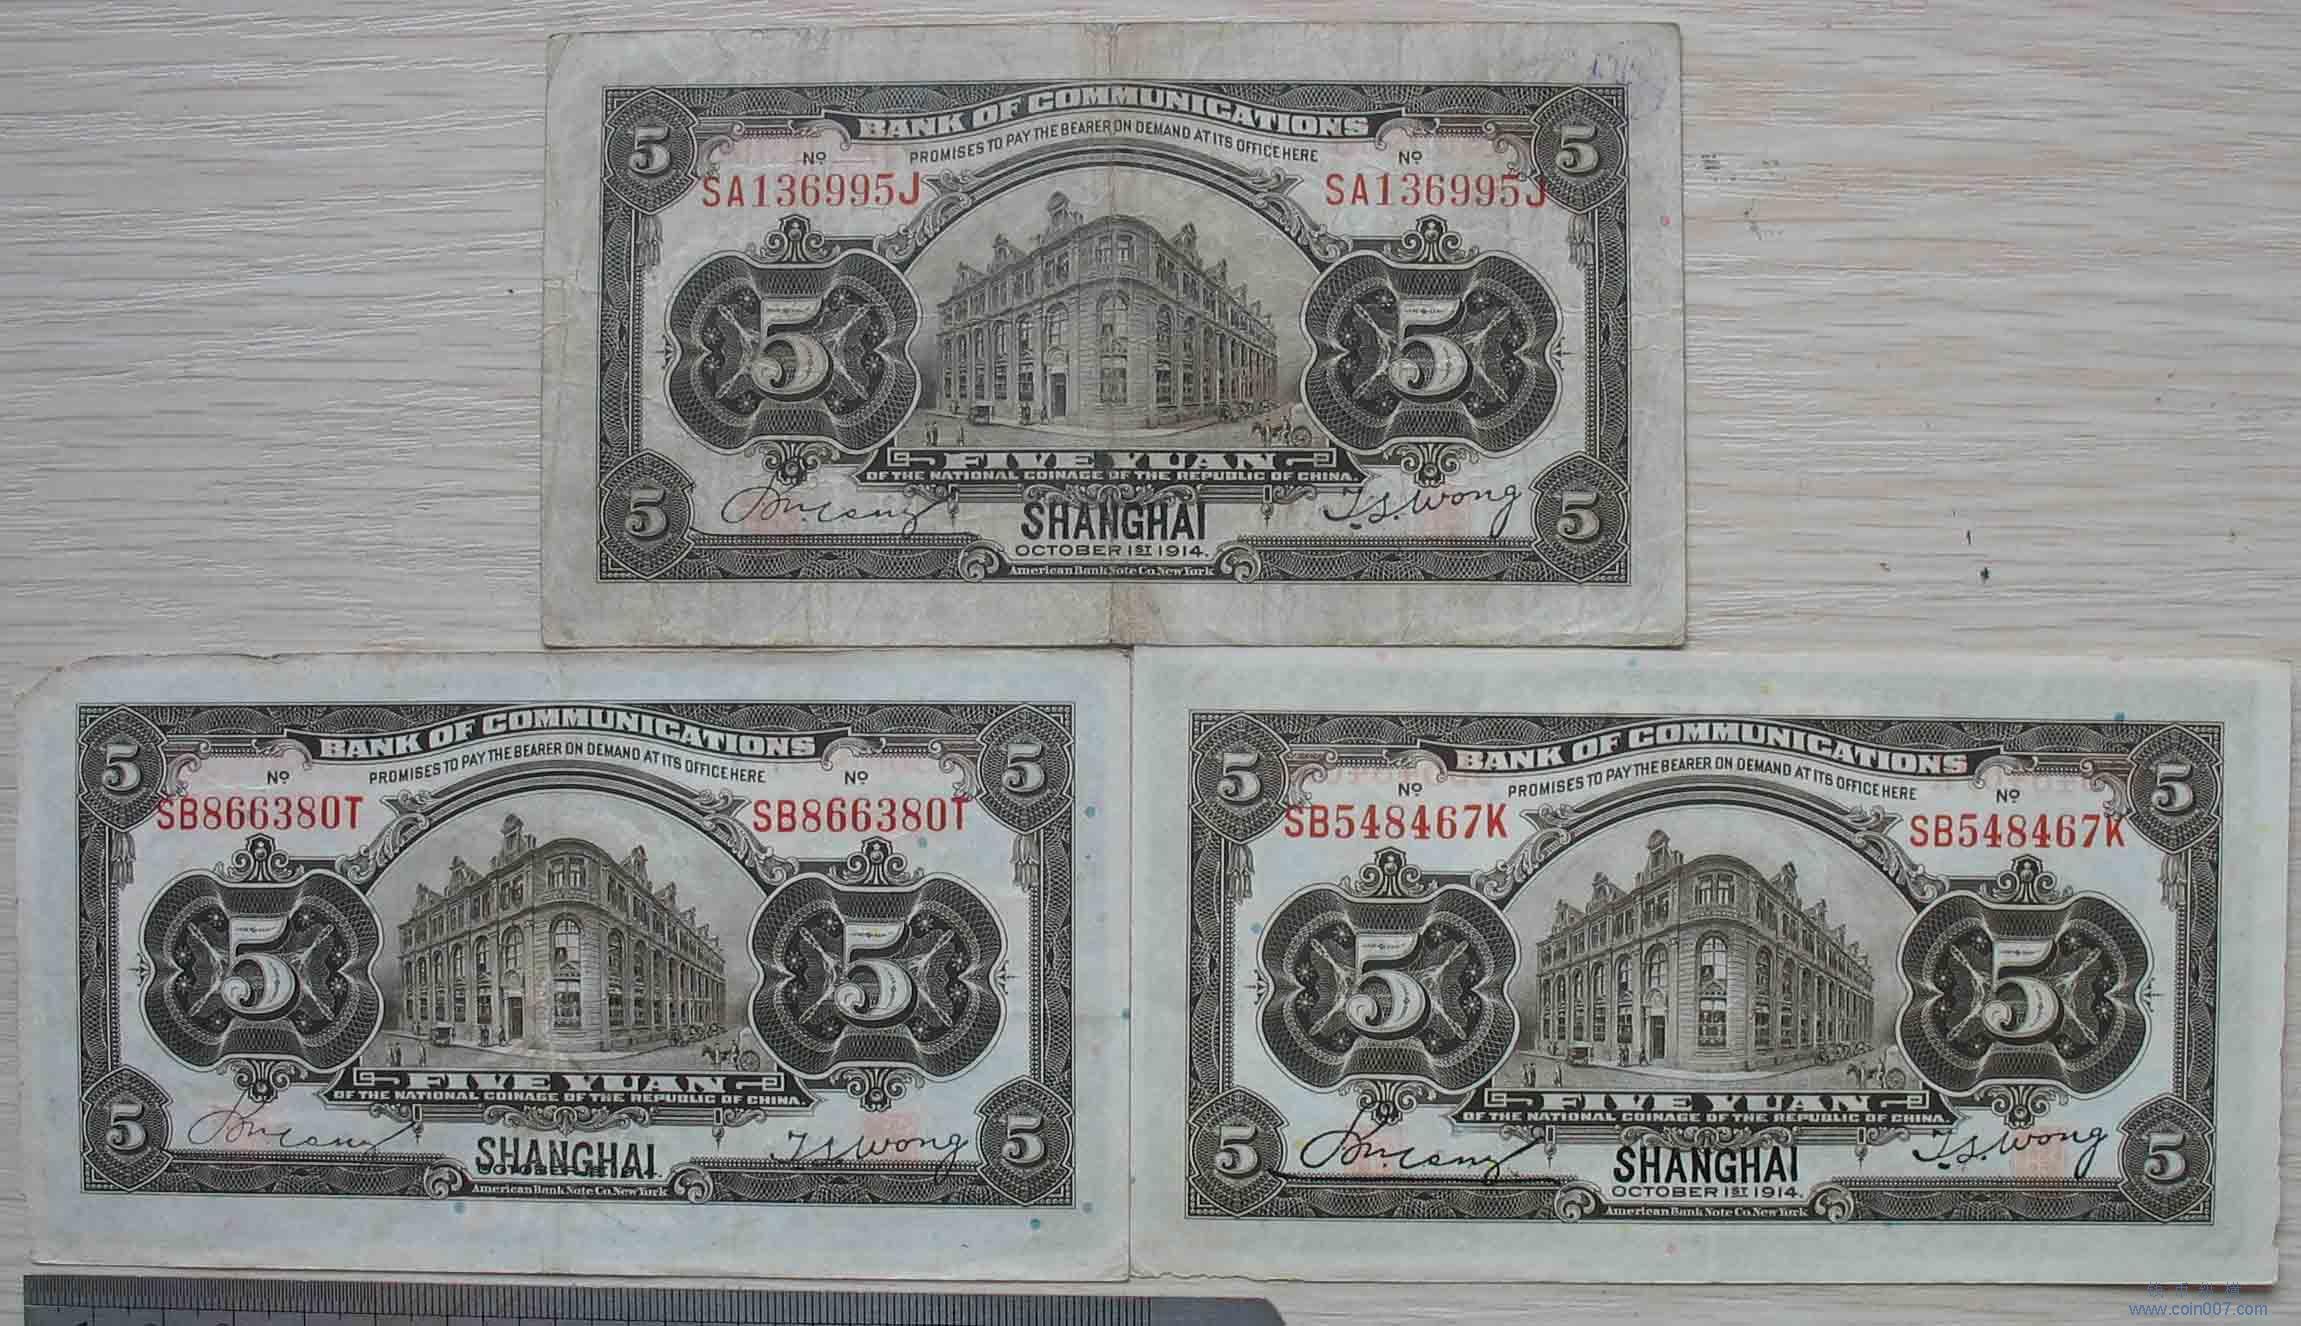 BANK OF COMMUNICATIONS
PROMISES TO PAY THE BEARER ON DEMAND AT ITS OFFICE HERE
5 5
Nº Nº
SA136995J SA136995J
5 5
FIVE YUAN
OF THE NATIONAL COINAGE OF THE REPUBLIC OF CHINA.
T.S. Wong
5 5
SHANGHAI
OCTOBER 1ST 1914.
American Bank Note Co. New York
BANK OF COMMUNICATIONS
PROMISES TO PAY THE BEARER ON DEMAND AT ITS OFFICE HERE
5 5
Nº Nº
SB866380T SB866380T
5 5
FIVE YUAN
OF THE NATIONAL COINAGE OF THE REPUBLIC OF CHINA.
T.S. Wong
5 5
SHANGHAI
OCTOBER 1ST 1914.
American Bank Note Co. New York
BANK OF COMMUNICATIONS
PROMISES TO PAY THE BEARER ON DEMAND AT ITS OFFICE HERE
5 5
Nº Nº
SB548467K SB548467K
5 5
FIVE YUAN
OF THE NATIONAL COINAGE OF THE REPUBLIC OF CHINA.
T.S. Wong
5 5
SHANGHAI
OCTOBER 1ST 1914.
American Bank Note Co. New York
www.coin007.com